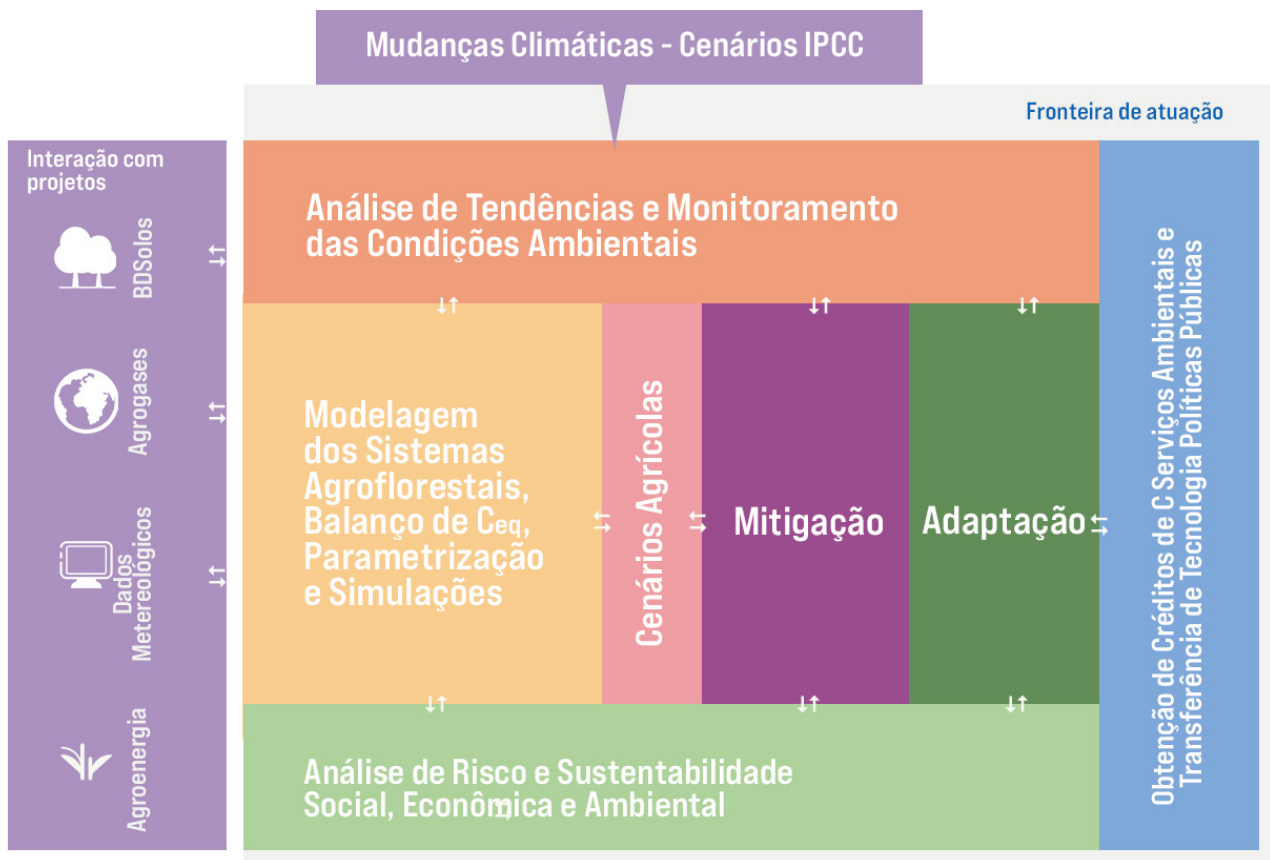 Mudanças Climáticas - Cenários IPCC
Fronteira de atuação
Interação com
projetos
BDSolos
Agrogases
Dados
Metereológicos
Agroenergia
Análise de Tendências e Monitoramento
das Condições Ambientais
Modelagem
dos Sistemas
Agroflorestais,
Balanço de Ceq,
Parametrização
e Simulações
Cenários Agrícolas
Mitigação
Adaptação
Obtenção de Créditos de C Serviços Ambientais e
Transferência de Tecnologia Políticas Públicas
Análise de Risco e Sustentabilidade
Social, Econômica e Ambiental